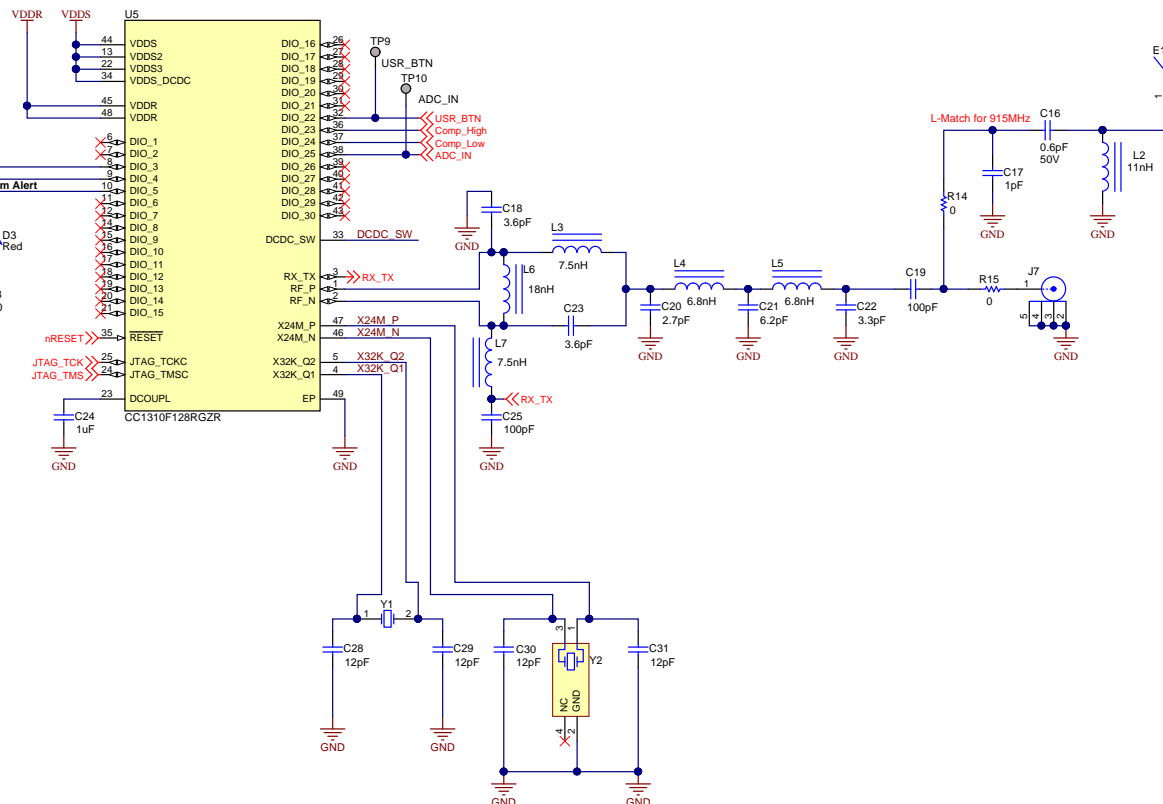 VDDR VDDS
U5
44 VDDS
13 VDDS2
22 VDDS3
34 VDDS_DCDC
45 VDDR
48 VDDR
6 DIO_1
7 DIO_2
8 DIO_3
9 DIO_4
10 DIO_5
11 DIO_6
12 DIO_7
14 DIO_8
15 DIO_9
16 DIO_10
17 DIO_11
18 DIO_12
19 DIO_13
20 DIO_14
21 DIO_15
nRESET 35 RESET
JTAG_TCK 25 JTAG_TCKC
JTAG_TMS 24 JTAG_TMSC
23 DCOUPL
CC1310F128RGZR
m Alert
D3
Red
C24
1uF
GND
DIO_16 26
DIO_17 27
DIO_18 28
DIO_19 29
DIO_20 30
DIO_21 31
DIO_22 32
DIO_23 36
DIO_24 37
DIO_25 38
DIO_26 39
DIO_27 40
DIO_28 41
DIO_29 42
DIO_30 43
DCDC_SW 33 DCDC_SW
RX_TX 3 RX_TX
RF_P 1
RF_N 2
X24M_P 47 X24M_P
X24M_N 46 X24M_N
X32K_Q2 5 X32K_Q2
X32K_Q1 4 X32K_Q1
EP 49
GND
TP9
USR_BTN
TP10
ADC_IN
USR_BTN
Comp_High
Comp_Low
ADC_IN
C18
3.6pF
GND
L3
7.5nH
L6
18nH
C23
3.6pF
L7
7.5nH
RX_TX
C25
100pF
GND
L4
6.8nH
L5
6.8nH
C20
2.7pF
GND
C21
6.2pF
GND
C22
3.3pF
GND
C19
100pF
R14
0
R15
0
J7
1
5 4 3 2
GND
L-Match for 915MHz
C16
0.6pF
50V
C17
1pF
GND
L2
11nH
GND
E1
1
Y1
1 2
C28
12pF
GND
C29
12pF
GND
C30
12pF
GND
3 1
Y2
NC
GND
4 2
C31
12pF
GND